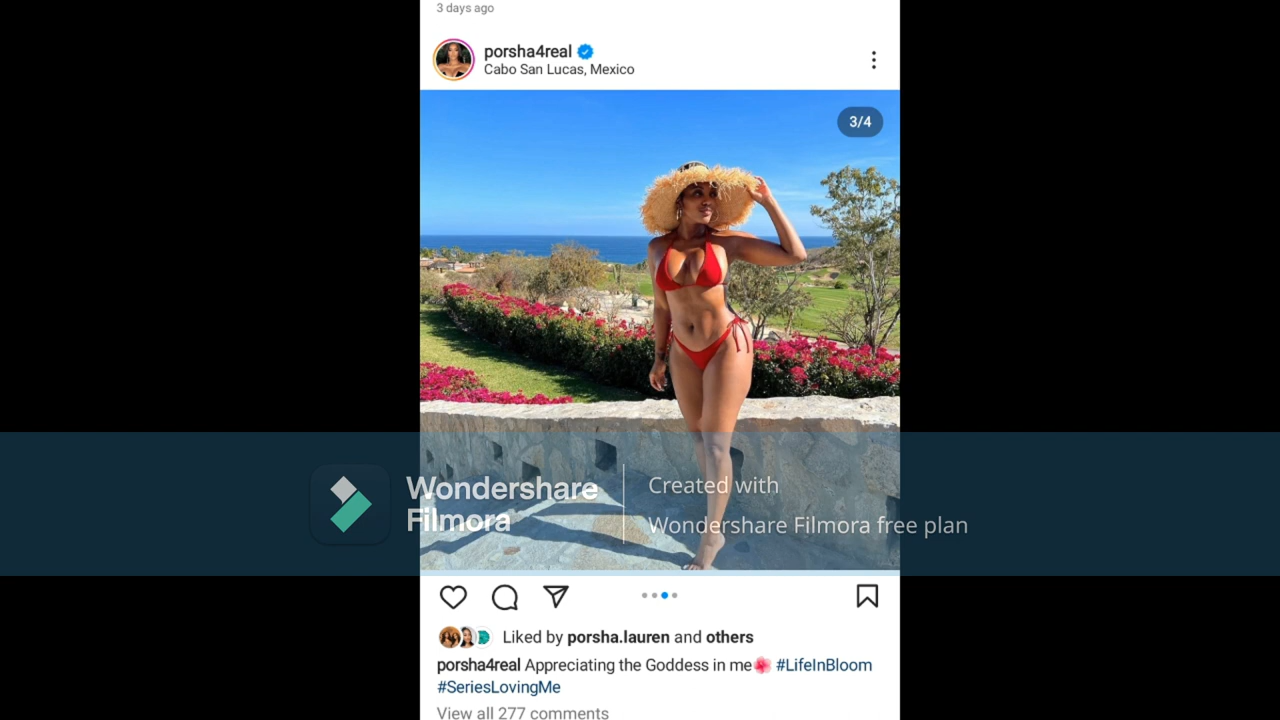 3 days ago
porsha4real
Cabo San Lucas, Mexico
3/4
Wondershare
Filmora
Created with
Wondershare Filmora free plan
Liked by porsha.lauren and others
porsha4real Appreciating the Goddess in me🌺 #LifeInBloom
#SeriesLovingMe
View all 277 comments